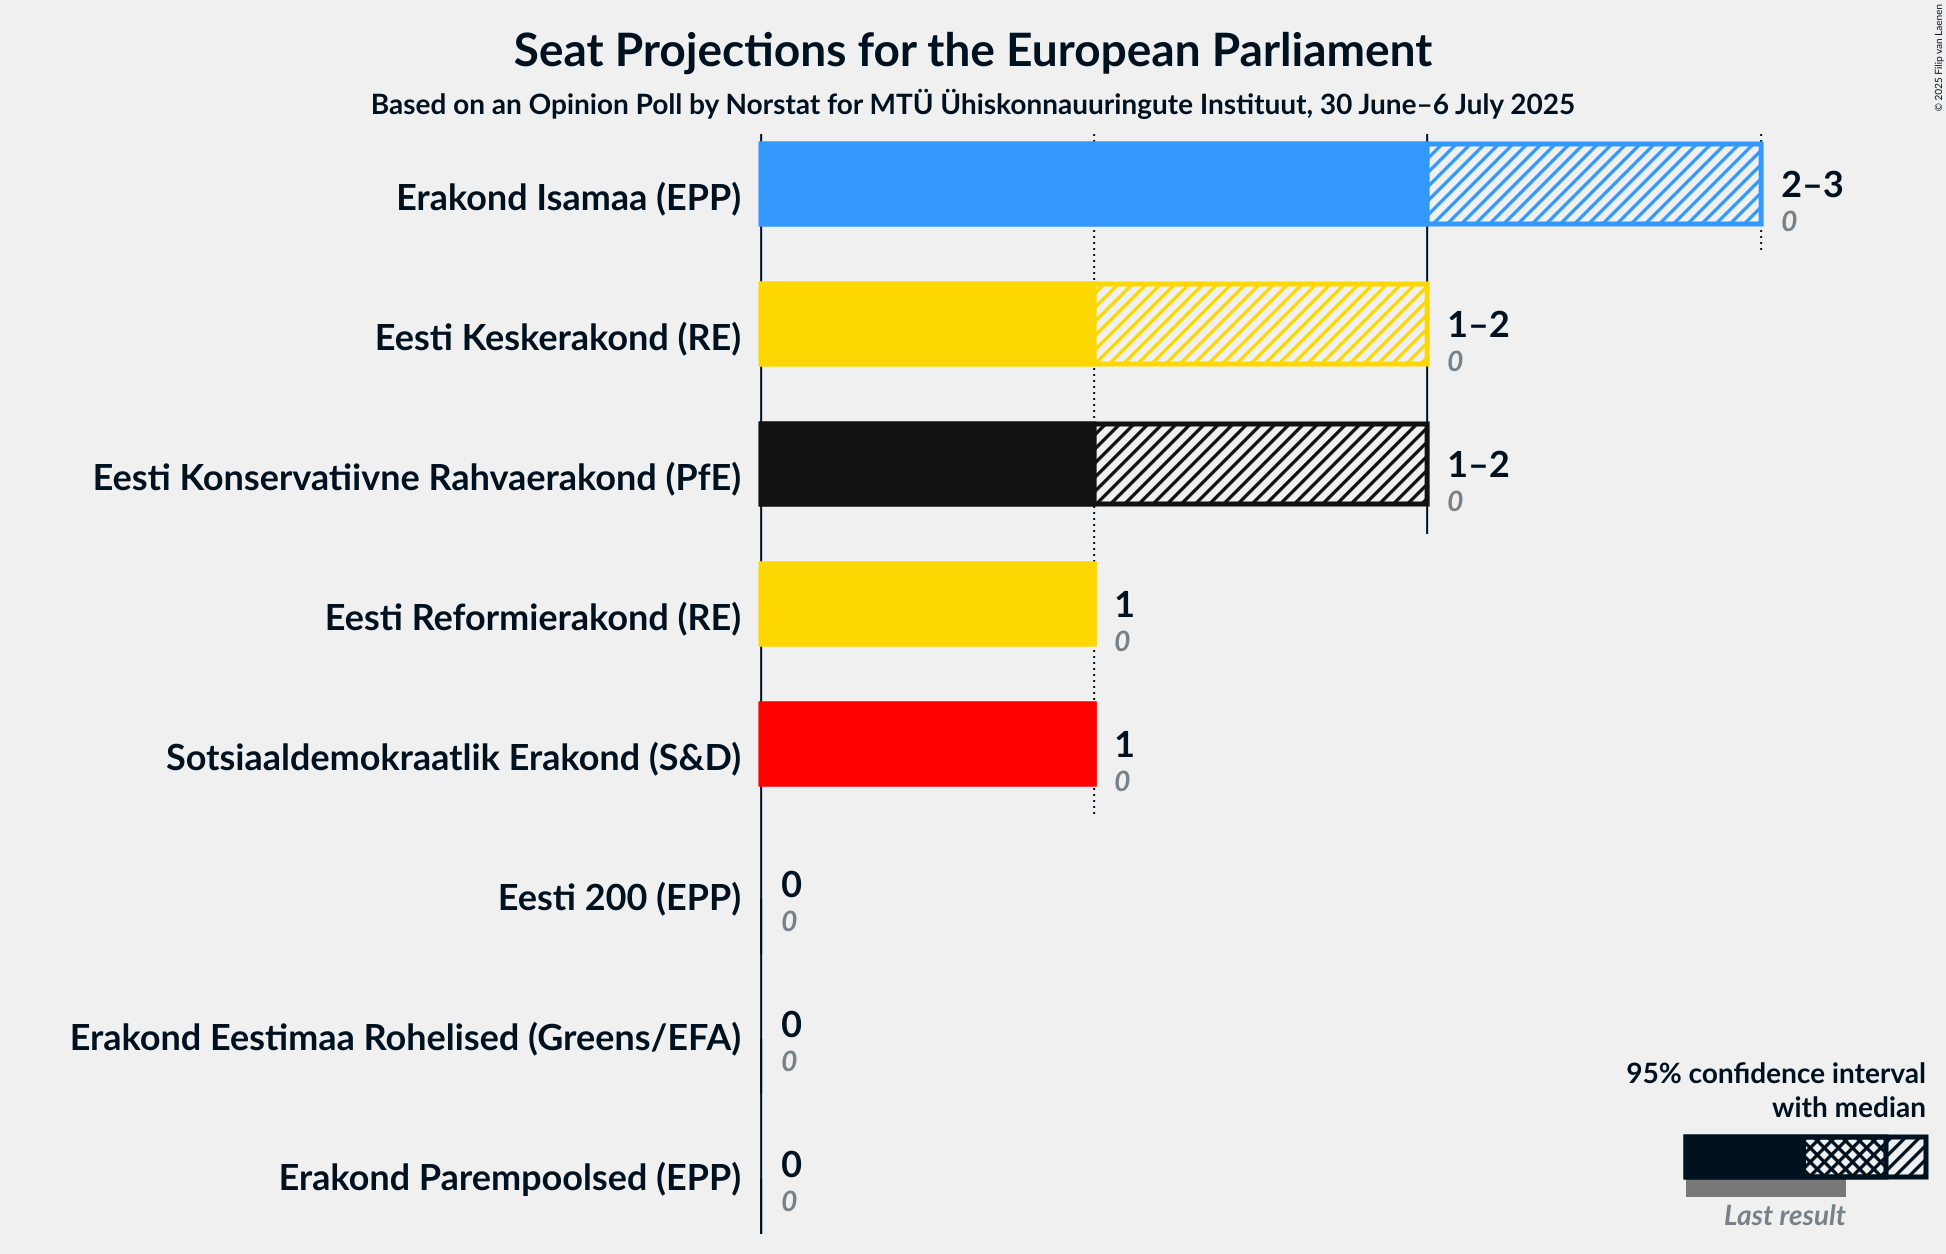 Seat Projections for the European Parliament
Based on an Opinion Poll by Norstat for MTÜ Ühiskonnauuringute Instituut, 30 June–6 July 2025
© 2025 Filip van Laenen
Erakond Isamaa (EPP)
2–3
0
Eesti Keskerakond (RE)
1–2
0
Eesti Konservatiivne Rahvaerakond (PfE)
1–2
0
Eesti Reformierakond (RE)
1
0
Sotsiaaldemokraatlik Erakond (S&D)
1
0
Eesti 200 (EPP)
0
0
Erakond Eestimaa Rohelised (Greens/EFA)
0
0
Erakond Parempoolsed (EPP)
0
0
95% confidence interval
with median
Last result